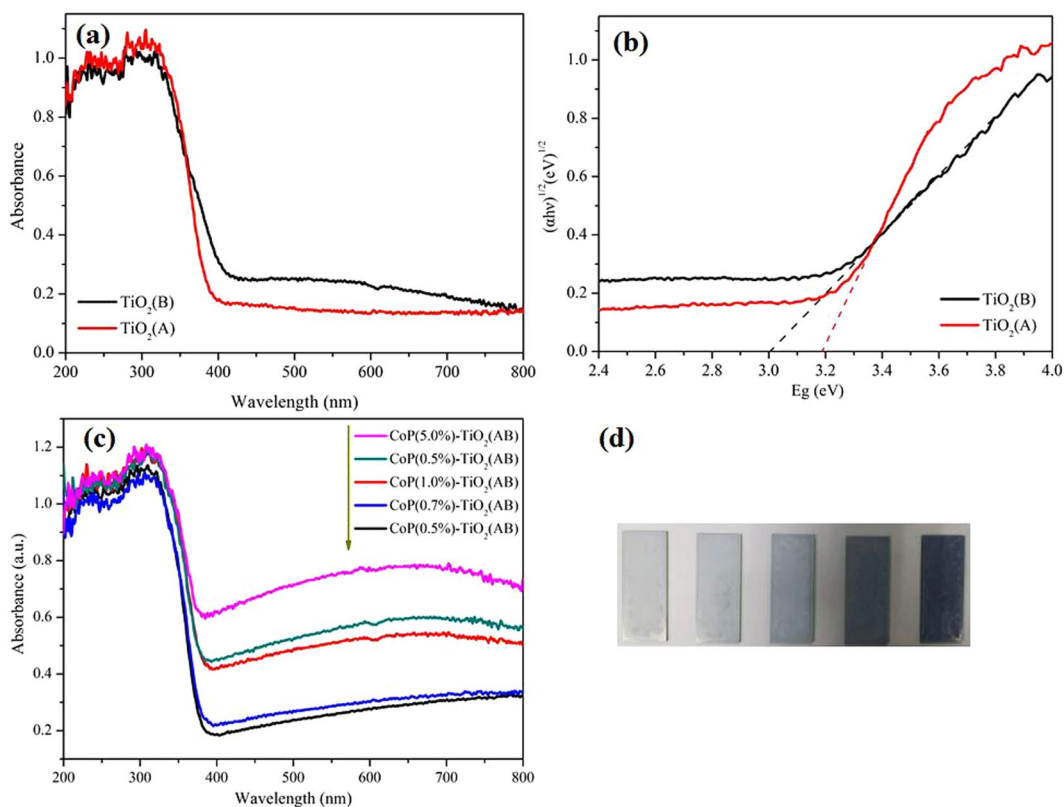 (a)
Absorbance
1.0
0.8
0.6
0.4
0.2
0.0
TiO₂(B)
TiO₂(A)
200 300 400 500 600 700 800
Wavelength (nm)
(b)
(αhν)^1/2(eV)^1/2
1.0
0.8
0.6
0.4
0.2
0.0
TiO₂(B)
TiO₂(A)
2.4 2.6 2.8 3.0 3.2 3.4 3.6 3.8 4.0
Eg (eV)
(c)
Absorbance (a.u.)
1.2
1.0
0.8
0.6
0.4
0.2
CoP(5.0%)-TiO₂(AB)
CoP(0.5%)-TiO₂(AB)
CoP(1.0%)-TiO₂(AB)
CoP(0.7%)-TiO₂(AB)
CoP(0.5%)-TiO₂(AB)
200 300 400 500 600 700 800
Wavelength (nm)
(d)